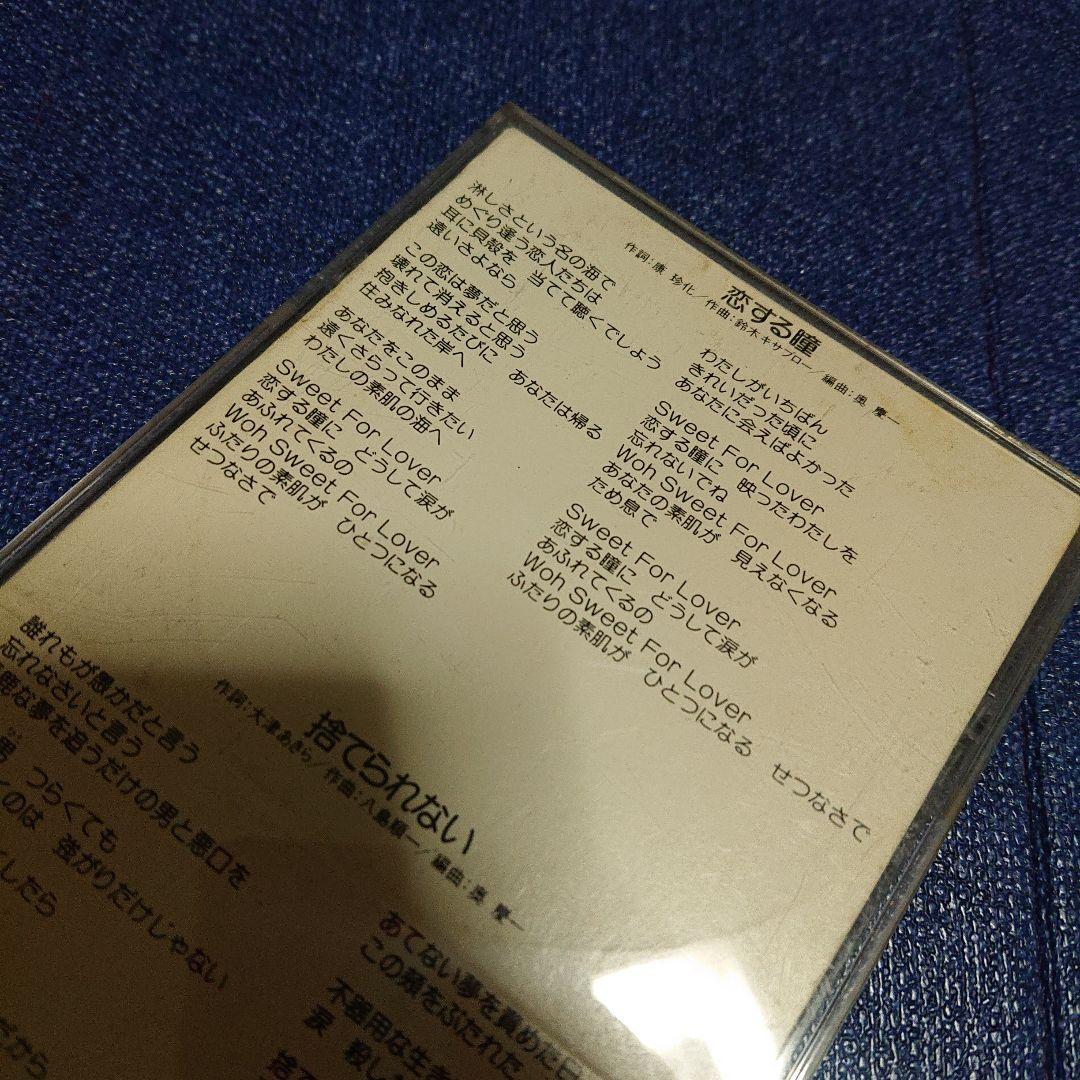 恋する瞳
作詞:康 珍化/作曲:鈴木キサブロー/編曲:奥 慶一
淋しさという名の海で
めぐり逢う恋人たちは
耳に貝殻を 当てて聴くでしょう
遠いさよなら
この恋は夢だと思う
壊れて消えると思う
抱きしめるたびに あなたは帰る
住みなれた岸へ
あなたをこのまま
遠くさらって行きたい
わたしの素肌の海へ
Sweet For Lover
恋する瞳に どうして涙が
あふれてくるの
Woh Sweet For Lover
ふたりの素肌が ひとつになる
せつなさで
わたしがいちばん
きれいだった頃に
あなたに会えばよかった
Sweet For Lover
恋する瞳に 映ったわたしを
忘れないでね
Woh Sweet For Lover
あなたの素肌が 見えなくなる
ため息で
Sweet For Lover
恋する瞳に どうして涙が
あふれてくるの
Woh Sweet For Lover
ふたりの素肌が ひとつになる せつなさで
捨てられない
作詞:大津あきら/作曲:八島順一/編曲:奥 慶一
誰れもが愚かだと言う
忘れなさいと言う
な夢を追うだけの男と悪口を
つらくても
のは 強がりだけじゃない
したら
だから
あてない夢を責めた日
この頬をふたれた
不器用な生き
涙 殺し
捨て